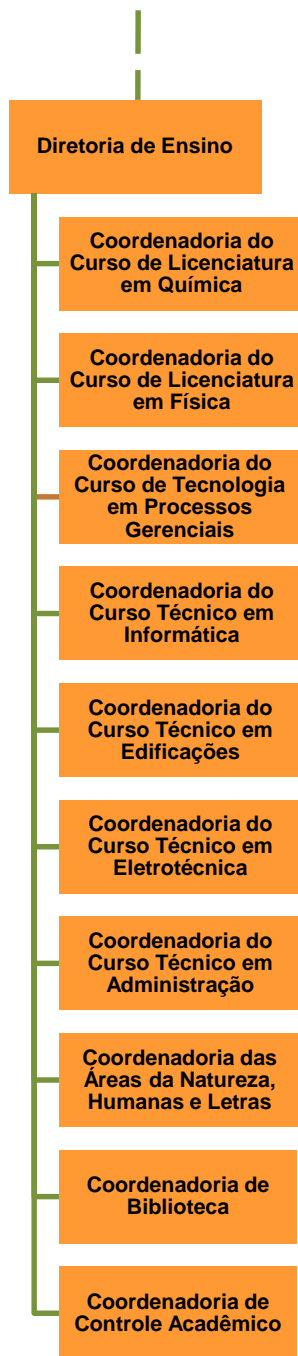 Diretoria de Ensino
Coordenadoria do
Curso de Licenciatura
em Química
Coordenadoria do
Curso de Licenciatura
em Física
Coordenadoria do
Curso de Tecnologia
em Processos
Gerenciais
Coordenadoria do
Curso Técnico em
Informática
Coordenadoria do
Curso Técnico em
Edificações
Coordenadoria do
Curso Técnico em
Eletrotécnica
Coordenadoria do
Curso Técnico em
Administração
Coordenadoria das
Áreas da Natureza,
Humanas e Letras
Coordenadoria de
Biblioteca
Coordenadoria de
Controle Acadêmico